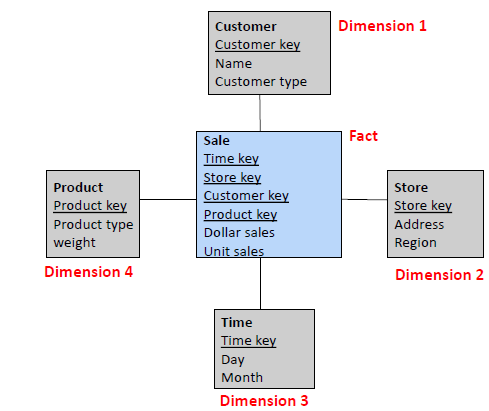 Customer
Customer key
Name
Customer type
Dimension 1
Sale
Time key
Store key
Customer key
Product key
Dollar sales
Unit sales
Fact
Product
Product key
Product type
weight
Dimension 4
Store
Store key
Address
Region
Dimension 2
Time
Time key
Day
Month
Dimension 3